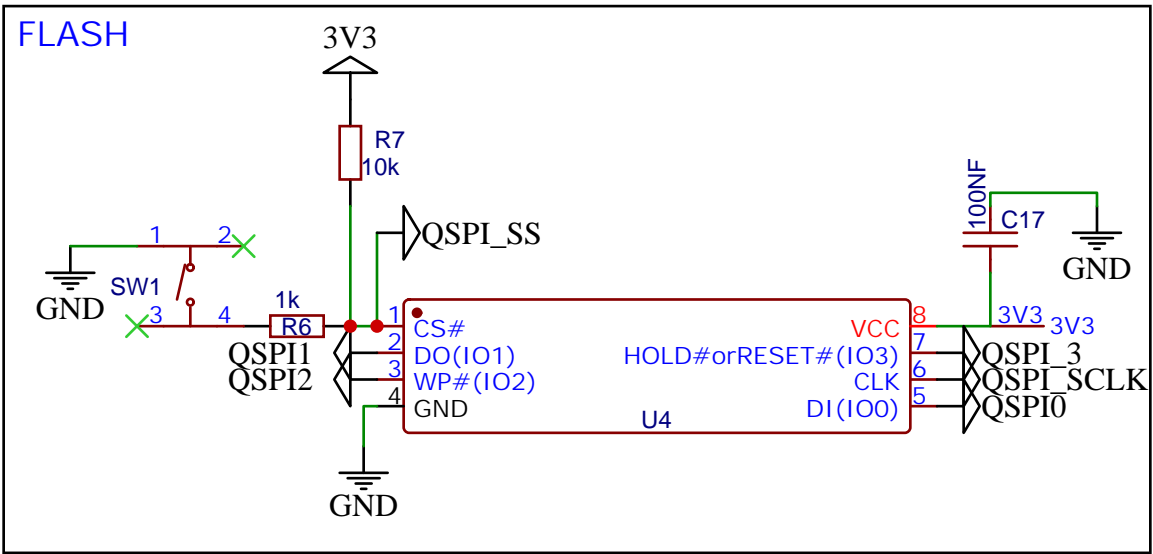 FLASH
3V3
R7
10k
100NF
C17
GND
QSPI_SS
1
2
SW1
GND
3
4
1k
R6
QSPI1
QSPI2
1
CS#
2
DO(IO1)
3
WP#(IO2)
4
GND
U4
VCC
8
HOLD#orRESET#(IO3)
7
CLK
6
DI(IO0)
5
3V3
3V3
QSPI_3
QSPI_SCLK
QSPI0
GND